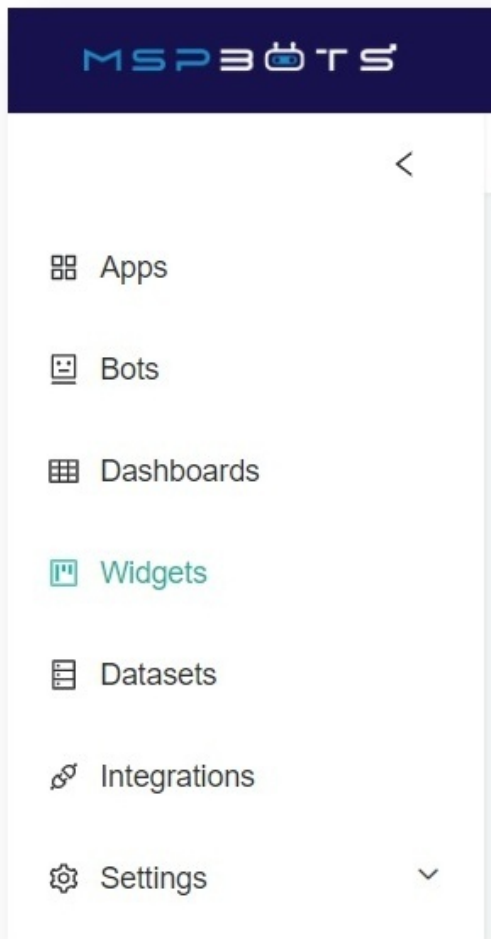 MSPBOTS
Apps
Bots
Dashboards
Widgets
Datasets
Integrations
Settings